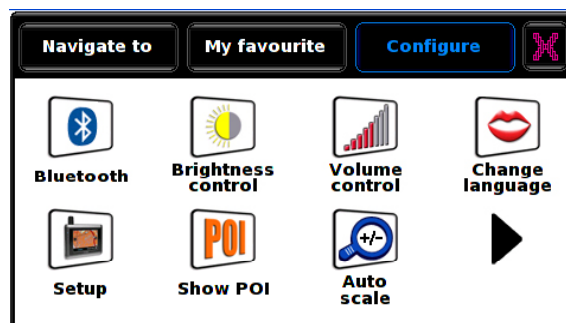 Navigate to
My favourite
Configure
X
Bluetooth
Brightness
control
Volume
control
Change
language
+/-
POI
Setup
Show POI
Auto
scale